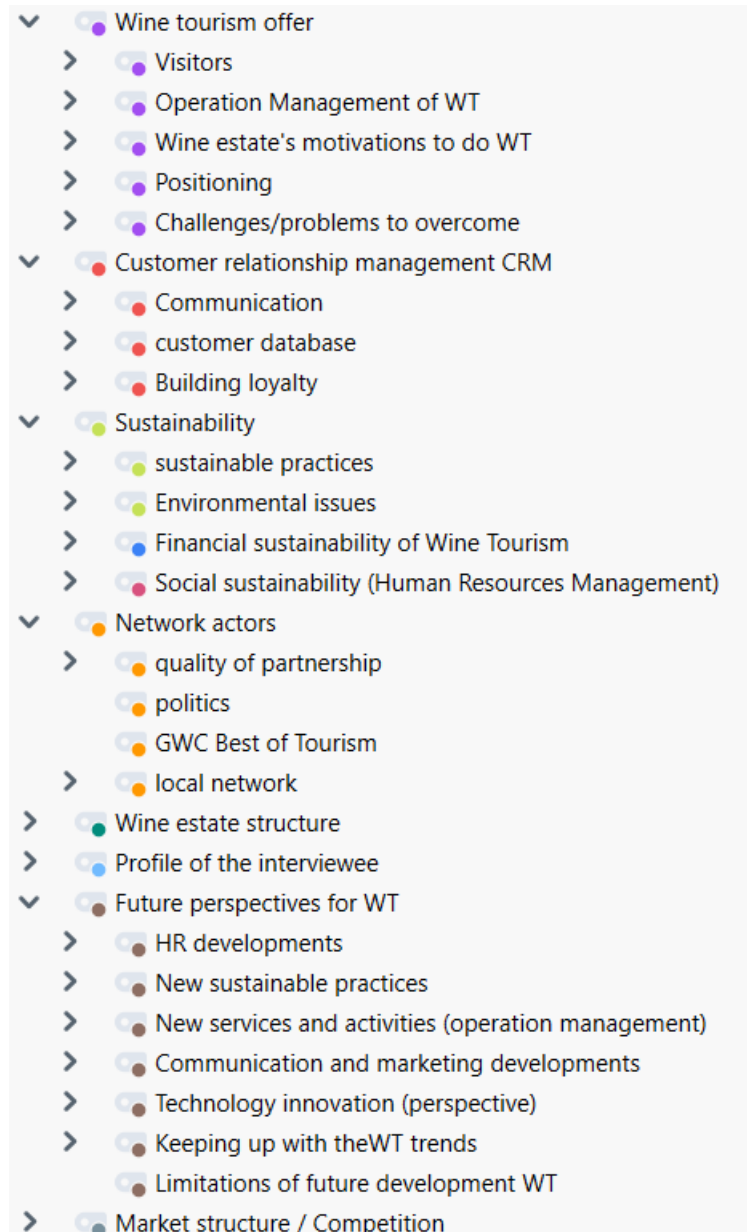 Wine tourism offer
Visitors
Operation Management of WT
Wine estate's motivations to do WT
Positioning
Challenges/problems to overcome
Customer relationship management CRM
Communication
customer database
Building loyalty
Sustainability
sustainable practices
Environmental issues
Financial sustainability of Wine Tourism
Social sustainability (Human Resources Management)
Network actors
quality of partnership
politics
GWC Best of Tourism
local network
Wine estate structure
Profile of the interviewee
Future perspectives for WT
HR developments
New sustainable practices
New services and activities (operation management)
Communication and marketing developments
Technology innovation (perspective)
Keeping up with theWT trends
Limitations of future development WT
Market structure / Competition